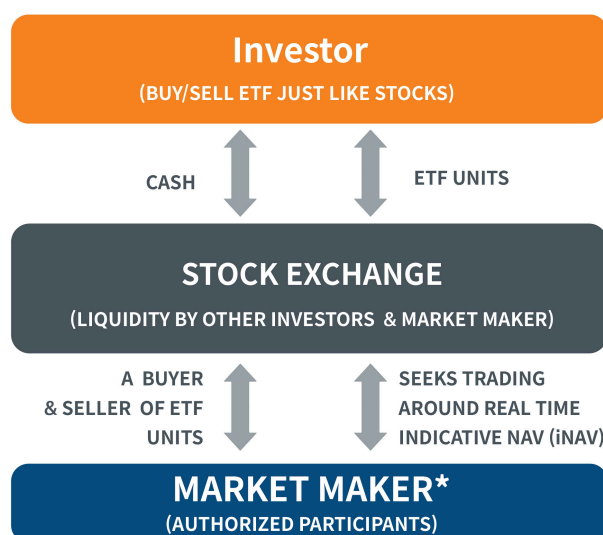 Investor
(BUY/SELL ETF JUST LIKE STOCKS)
CASH
ETF UNITS
STOCK EXCHANGE
(LIQUIDITY BY OTHER INVESTORS & MARKET MAKER)
A BUYER
& SELLER OF ETF
UNITS
SEEKS TRADING
AROUND REAL TIME
INDICATIVE NAV (iNAV)
MARKET MAKER*
(AUTHORIZED PARTICIPANTS)